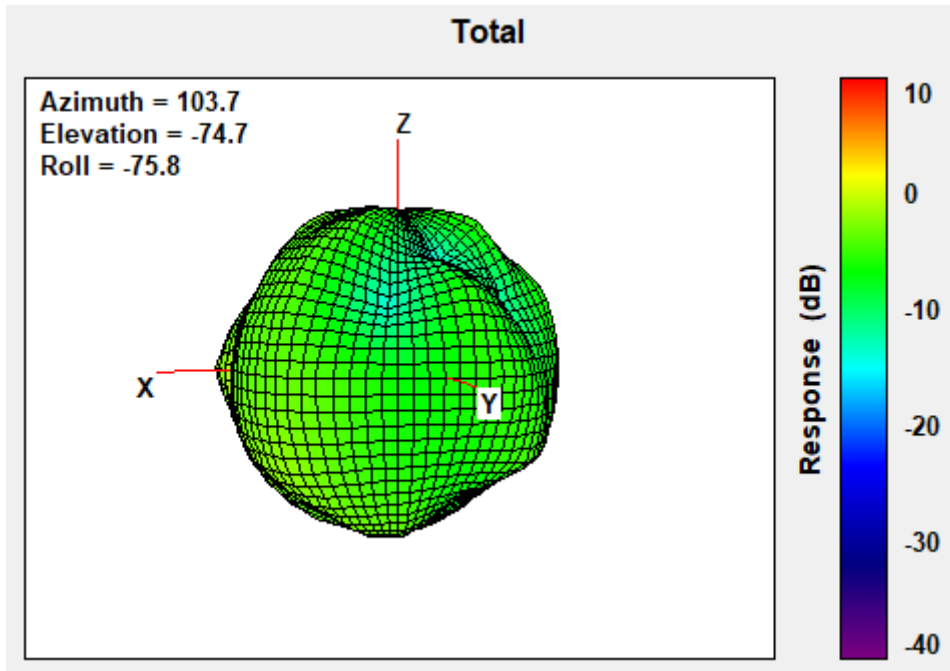 Total
Azimuth = 103.7
Elevation = -74.7
Roll = -75.8
Z
X
Y
10
0
-10
-20
-30
-40
Response (dB)